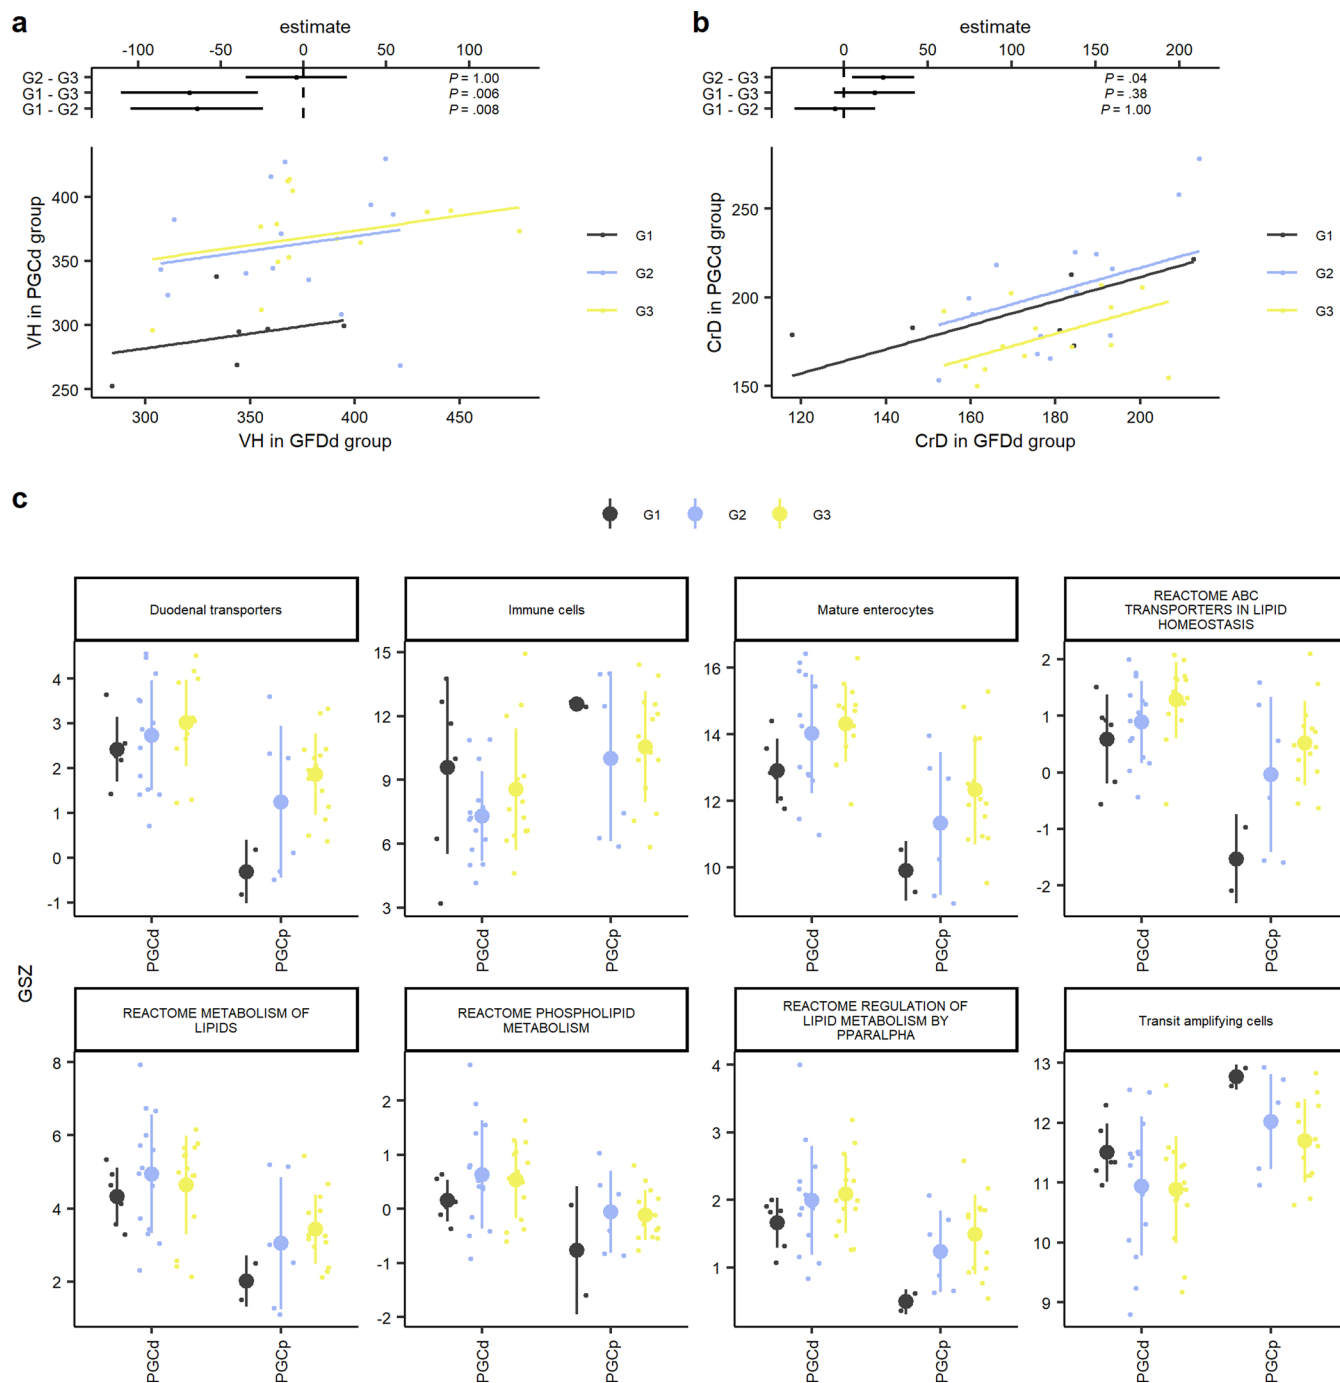 a
estimate
-100 -50 0 50 100
G2 - G3
P = 1.00
G1 - G3
P = .006
G1 - G2
P = .008
VH in PGCd group
400
350
300
250
300 350 400 450
VH in GFDd group
G1
G2
G3
b
estimate
0 50 100 150 200
G2 - G3
P = .04
G1 - G3
P = .38
G1 - G2
P = 1.00
CrD in PGCd group
250
200
150
120 140 160 180 200
CrD in GFDd group
G1
G2
G3
c
G1 G2 G3
GSZ
Duodenal transporters
4
3
2
1
0
-1
PGCd PGCp
Immune cells
15
12
9
6
3
PGCd PGCp
Mature enterocytes
16
14
12
10
PGCd PGCp
REACTOME ABC
TRANSPORTERS IN LIPID
HOMEOSTASIS
2
1
0
-1
-2
PGCd PGCp
REACTOME METABOLISM OF
LIPIDS
8
6
4
2
PGCd PGCp
REACTOME PHOSPHOLIPID
METABOLISM
2
1
0
-1
-2
PGCd PGCp
REACTOME REGULATION OF
LIPID METABOLISM BY
PPARALPHA
4
3
2
1
PGCd PGCp
Transit amplifying cells
13
12
11
10
9
PGCd PGCp